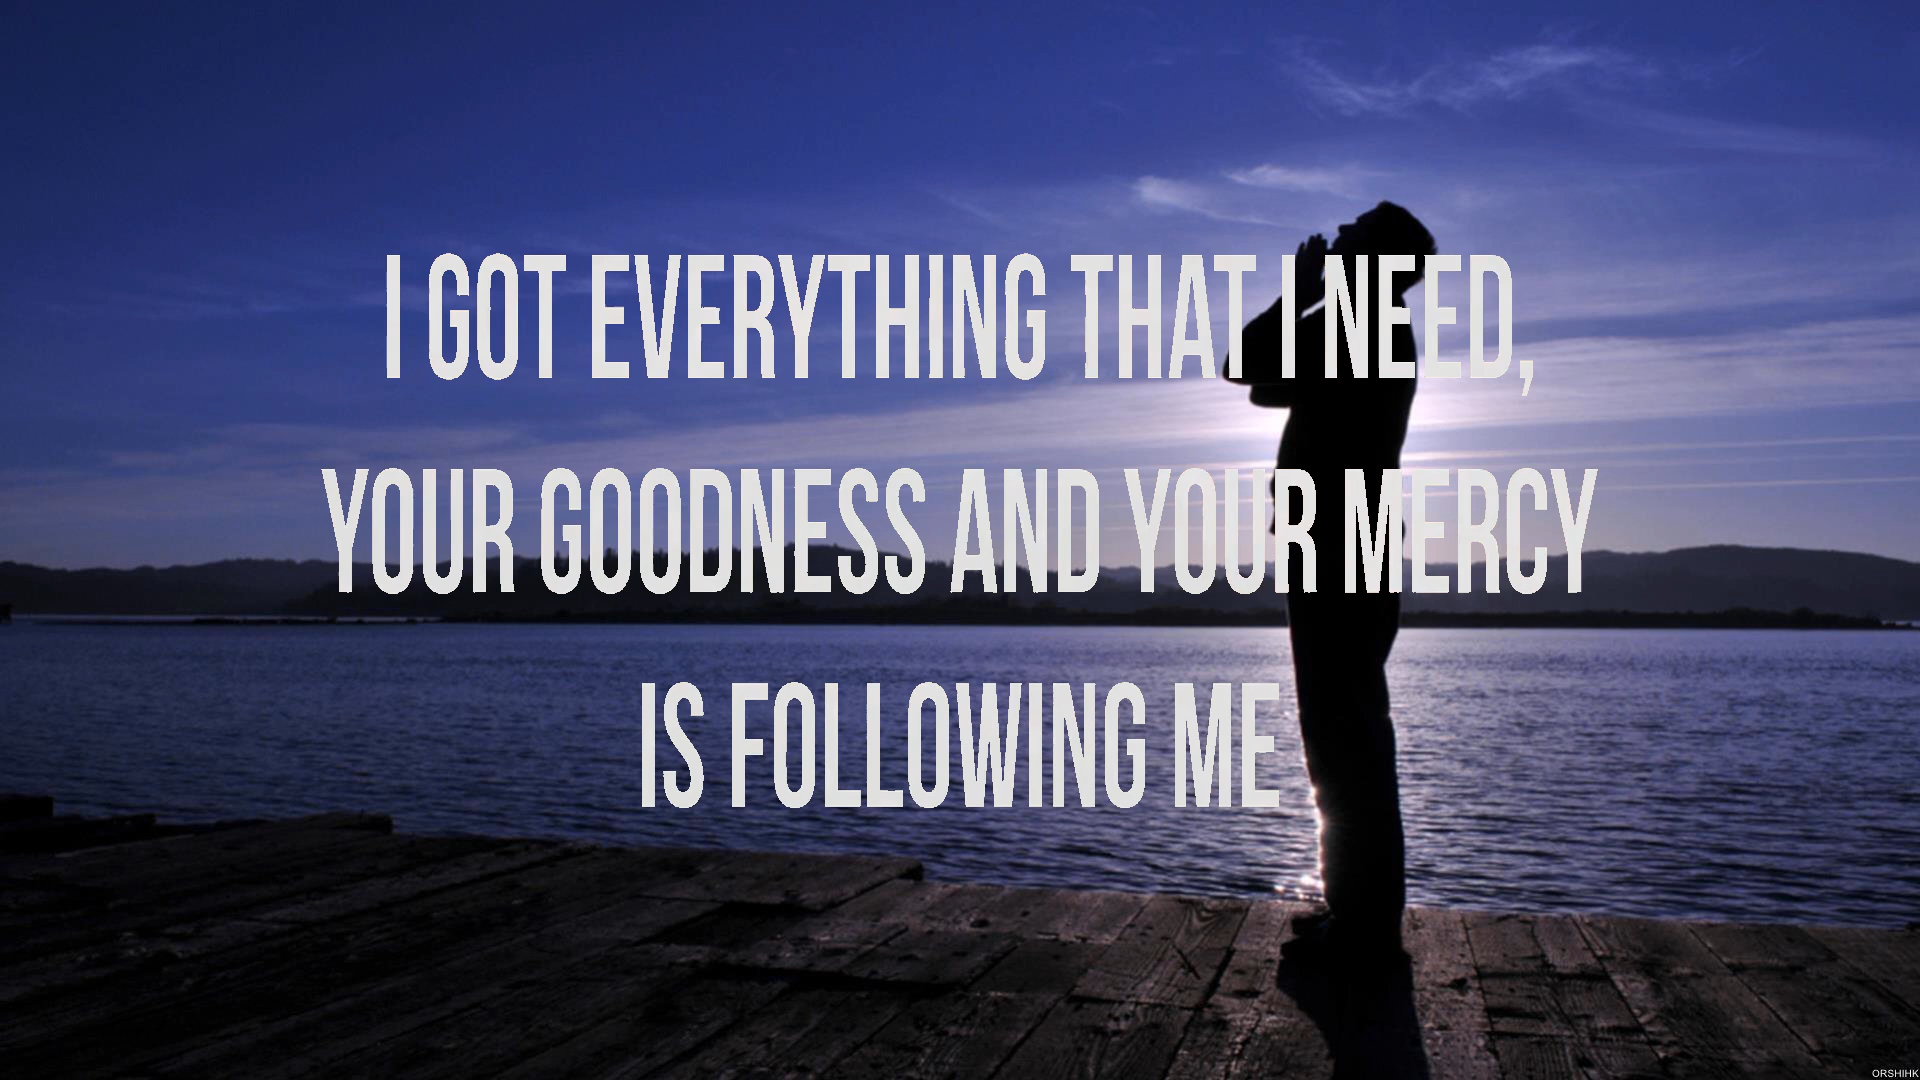 I GOT EVERYTHING THAT I NEED,
YOUR GOODNESS AND YOUR MERCY
IS FOLLOWING ME
ORSHIHK